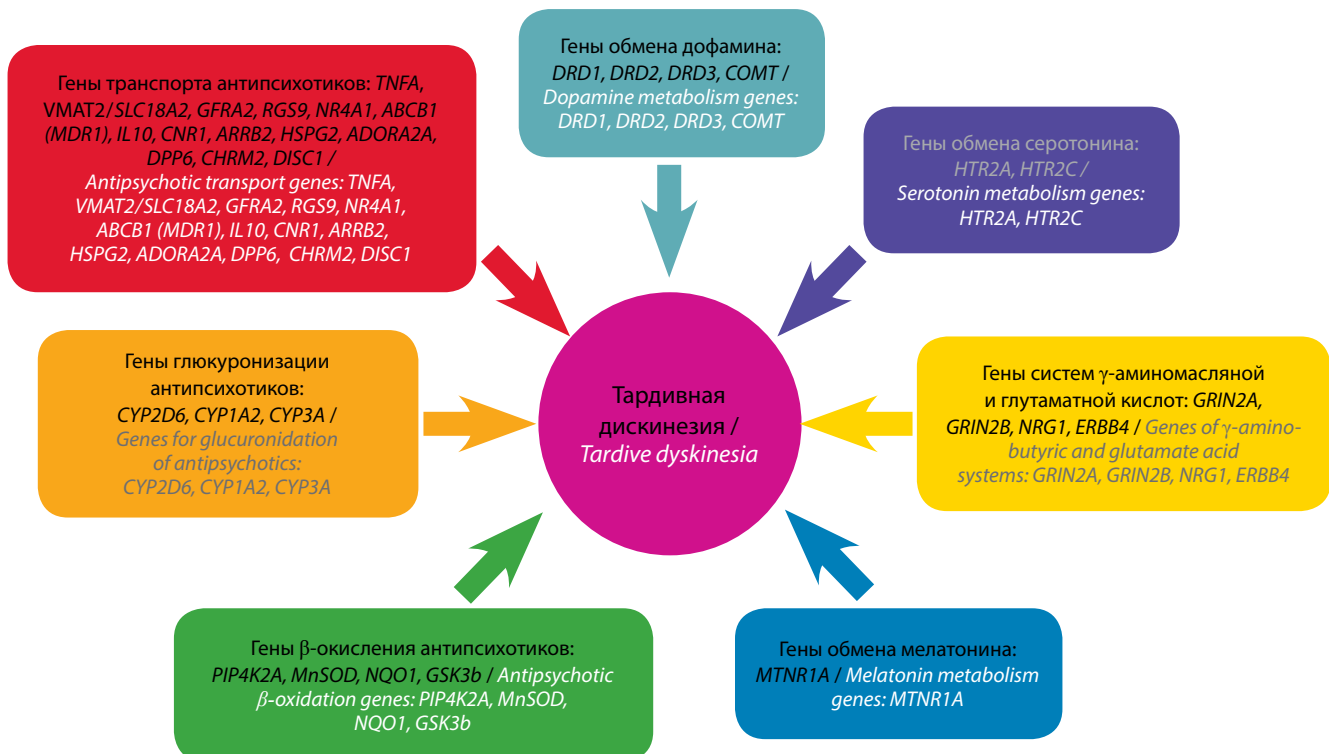 Гены транспорта антипсихотиков: TNFA,
VMAT2/SLC18A2, GFRA2, RGS9, NR4A1, ABCB1
(MDR1), IL10, CNR1, ARRB2, HSPG2, ADORA2A,
DPP6, CHRM2, DISC1 /
Antipsychotic transport genes: TNFA,
VMAT2/SLC18A2, GFRA2, RGS9, NR4A1,
ABCB1 (MDR1), IL10, CNR1, ARRB2,
HSPG2, ADORA2A, DPP6, CHRM2, DISC1
Гены обмена дофамина:
DRD1, DRD2, DRD3, COMT /
Dopamine metabolism genes:
DRD1, DRD2, DRD3, COMT
Гены обмена серотонина:
HTR2A, HTR2C /
Serotonin metabolism genes:
HTR2A, HTR2C
Гены глюкуронизации
антипсихотиков:
CYP2D6, CYP1A2, CYP3A /
Genes for glucuronidation
of antipsychotics:
CYP2D6, CYP1A2, CYP3A
Тардивная
дискинезия /
Tardive dyskinesia
Гены систем γ-аминомасляной
и глутаматной кислот: GRIN2A,
GRIN2B, NRG1, ERBB4 / Genes of γ-amino-
butyric and glutamate acid
systems: GRIN2A, GRIN2B, NRG1, ERBB4
Гены β-окисления антипсихотиков:
PIP4K2A, MnSOD, NQO1, GSK3b / Antipsychotic
β-oxidation genes: PIP4K2A, MnSOD,
NQO1, GSK3b
Гены обмена мелатонина:
MTNR1A / Melatonin metabolism
genes: MTNR1A